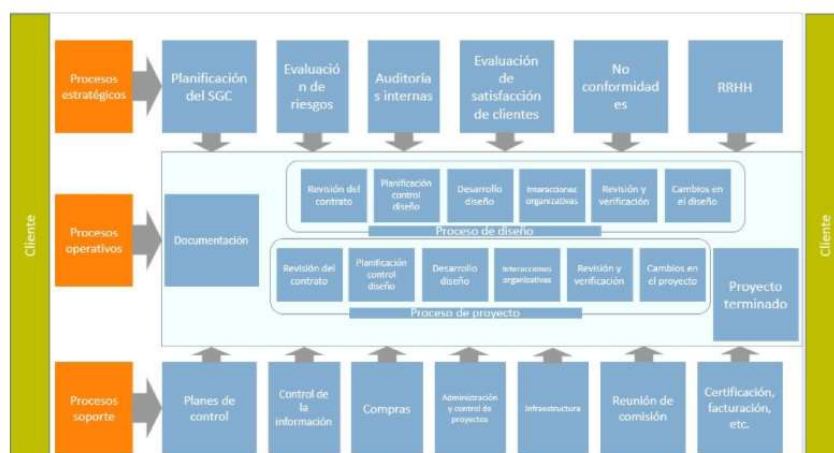 Cliente
Procesos
estratégicos
Planificación
del SGC
Evaluació
n de
riesgos
Auditoría
s internas
Evaluación
de
satisfacción
de clientes
No
conformidad
es
RRHH
Procesos
operativos
Documentación
Revisión del
contrato
Planificación
control
diseño
Desarrollo
diseño
Interacciones
organizativas
Revisión y
verificación
Cambios en
el diseño
Proceso de diseño
Revisión del
contrato
Planificación
control
diseño
Desarrollo
diseño
Interacciones
organizativas
Revisión y
verificación
Cambios en
el proyecto
Proceso de proyecto
Proyecto
terminado
Procesos
soporte
Planes de
control
Control de
la
información
Compras
Administración
y control de
proyectos
Infraestructura
Reunión de
comisión
Certificación,
facturación,
etc.
Cliente